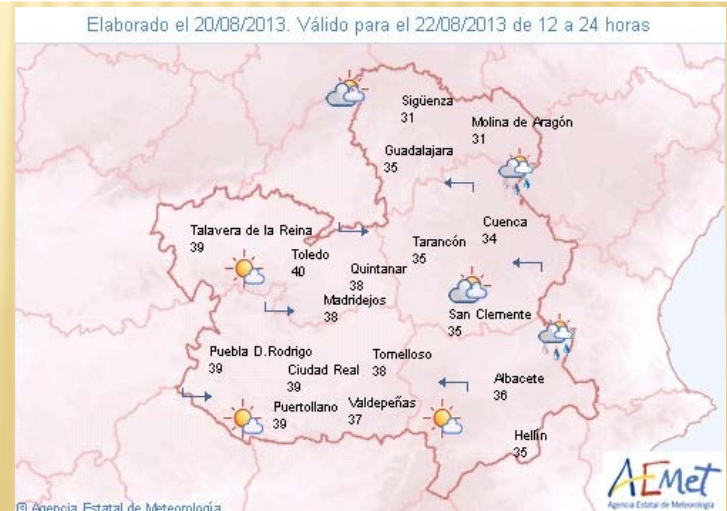 Elaborado el 20/08/2013. Válido para el 22/08/2013 de 12 a 24 horas
Sigüenza
31
Molina de Aragón
31
Guadalajara
35
Cuenca
34
Talavera de la Reina
39
Tarancón
35
Toledo
40
Quintanar
38
Madridejos
38
San Clemente
35
Puebla D.Rodrigo
39
Tomelloso
38
Ciudad Real
39
Albacete
36
Puertollano
39
Valdepeñas
37
Hellín
35
AEMet
Agencia Estatal de Meteorología
© Agencia Estatal de Meteorología